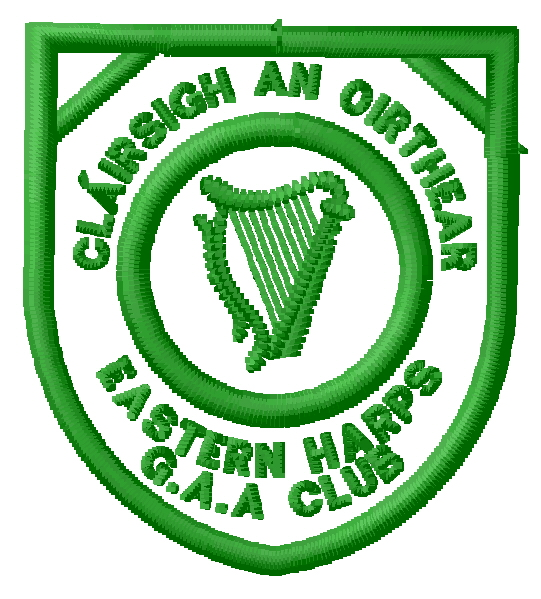 CLÁIRSIGH AN OIRTHEAR
EASTERN HARPS
G.A.A CLUB